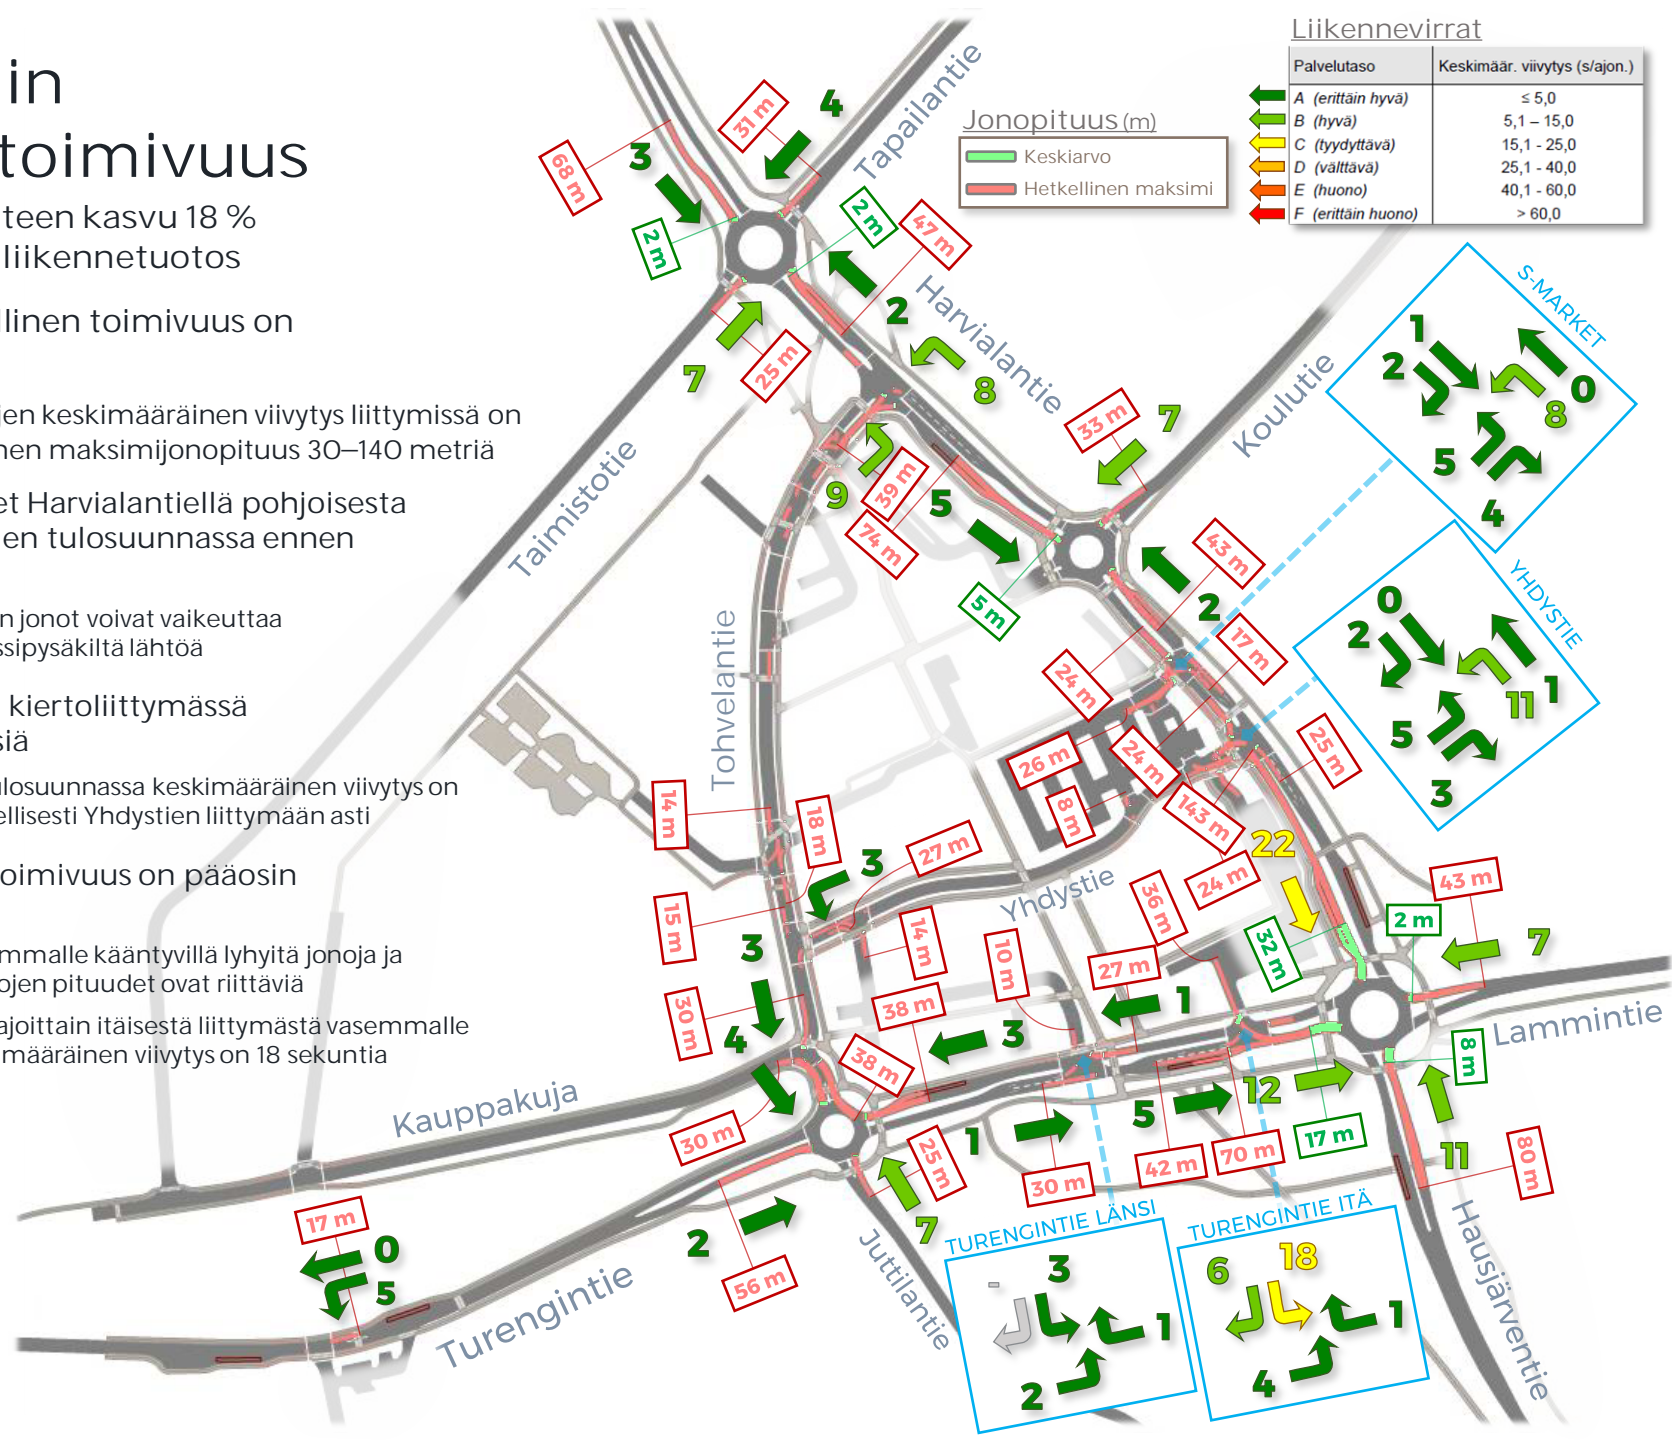 in
toimivuus
teen kasvu 18 %
liikennetuotos
llinen toimivuus on
jen keskimääräinen viivytys liittymissä on
nen maksimijonopituus 30–140 metriä
et Harvialantiellä pohjoisesta
en tulosuunnassa ennen
n jonot voivat vaikeuttaa
ssipysäkiltä lähtöä
kiertoliittymässä
siä
ulosuunnassa keskimääräinen viivytys on
ellisesti Yhdystien liittymään asti
oimivuus on pääosin
emmalle kääntyvillä lyhyitä jonoja ja
ojen pituudet ovat riittäviä
ajoittain itäisestä liittymästä vasemmalle
määräinen viivytys on 18 sekuntia
Liikennevirrat
Palvelutaso Keskimäär. viivytys (s/ajon.)
A (erittäin hyvä) ≤ 5,0
B (hyvä) 5,1 – 15,0
C (tyydyttävä) 15,1 - 25,0
D (välttävä) 25,1 - 40,0
E (huono) 40,1 - 60,0
F (erittäin huono) > 60,0
Jonopituus (m)
Keskiarvo
Hetkellinen maksimi
Tapailantie
Harvialantie
Koulutie
Taimistotie
Tohvelantie
Yhdystie
Kauppakuja
Turengintie
Juttilantie
Lammintie
Hausjärventie
68 m
3
31 m
4
2 m
2 m
47 m
2
7
25 m
8
9
39 m
74 m
5
33 m
7
5 m
43 m
2
24 m
17 m
26 m
24 m
8 m
143 m
25 m
22
24 m
32 m
36 m
2 m
43 m
7
8 m
11
80 m
14 m
18 m
3
27 m
15 m
3
14 m
10 m
27 m
1
30 m
4
38 m
3
38 m
30 m
1
5
12
17 m
70 m
42 m
30 m
25 m
7
2
56 m
17 m
0
5
S-MARKET
1
2
0
8
5
4
YHDYSTIE
0
2
1
11
5
3
TURENGINTIE LÄNSI
-
3
1
2
TURENGINTIE ITÄ
6
18
1
4